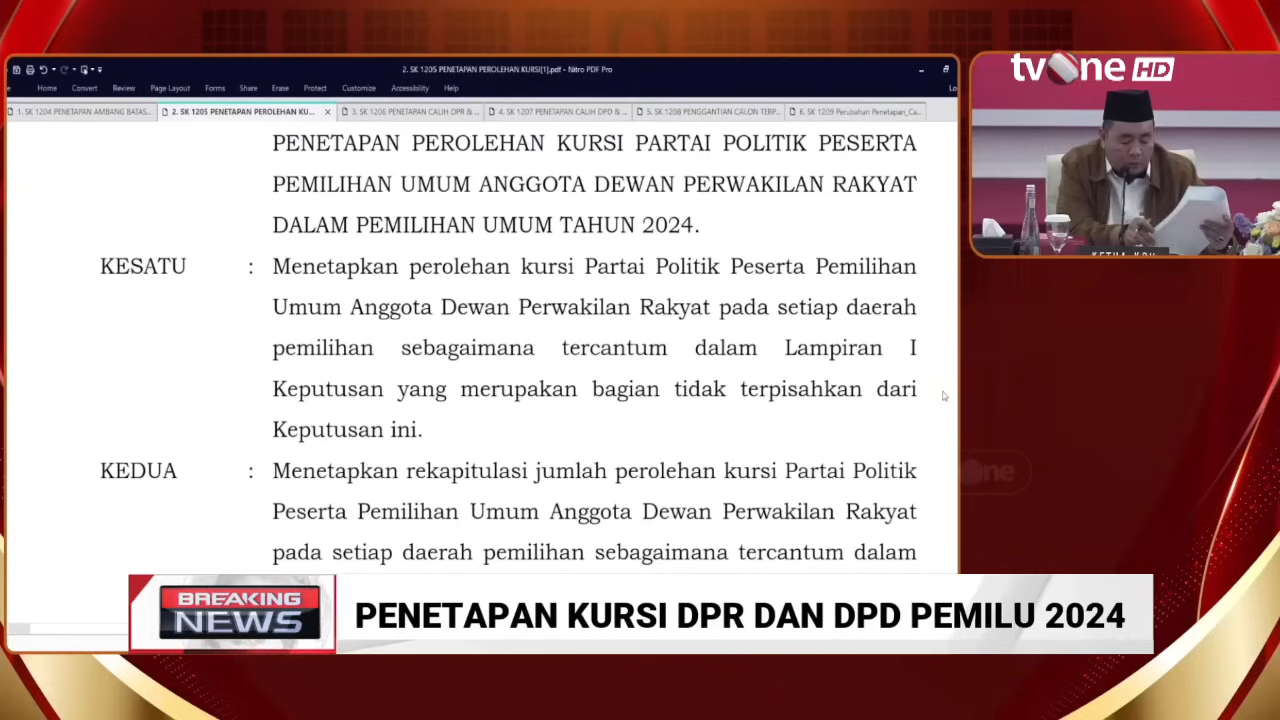 2. SK 1205 PENETAPAN PEROLEHAN KURSI[1].pdf - Nitro PDF Pro
Home Convert Review Page Layout Forms Share Erase Protect Customize Accessibility Help
1. SK 1204 PENETAPAN AMBANG BATAS...
2. SK 1205 PENETAPAN PEROLEHAN KU...
3. SK 1206 PENETAPAN CALIH DPR & ...
4. SK 1207 PENETAPAN CALIH DPD & ...
5. SK 1208 PENGGANTIAN CALON TERP...
6. SK 1209 Perubahan Penetapan_Ca...
tvOne HD
PENETAPAN PEROLEHAN KURSI PARTAI POLITIK PESERTA
PEMILIHAN UMUM ANGGOTA DEWAN PERWAKILAN RAKYAT
DALAM PEMILIHAN UMUM TAHUN 2024.
KESATU : Menetapkan perolehan kursi Partai Politik Peserta Pemilihan
Umum Anggota Dewan Perwakilan Rakyat pada setiap daerah
pemilihan sebagaimana tercantum dalam Lampiran I
Keputusan yang merupakan bagian tidak terpisahkan dari
Keputusan ini.
KEDUA : Menetapkan rekapitulasi jumlah perolehan kursi Partai Politik
Peserta Pemilihan Umum Anggota Dewan Perwakilan Rakyat
pada setiap daerah pemilihan sebagaimana tercantum dalam
KETUA KPU
BREAKING
NEWS
PENETAPAN KURSI DPR DAN DPD PEMILU 2024